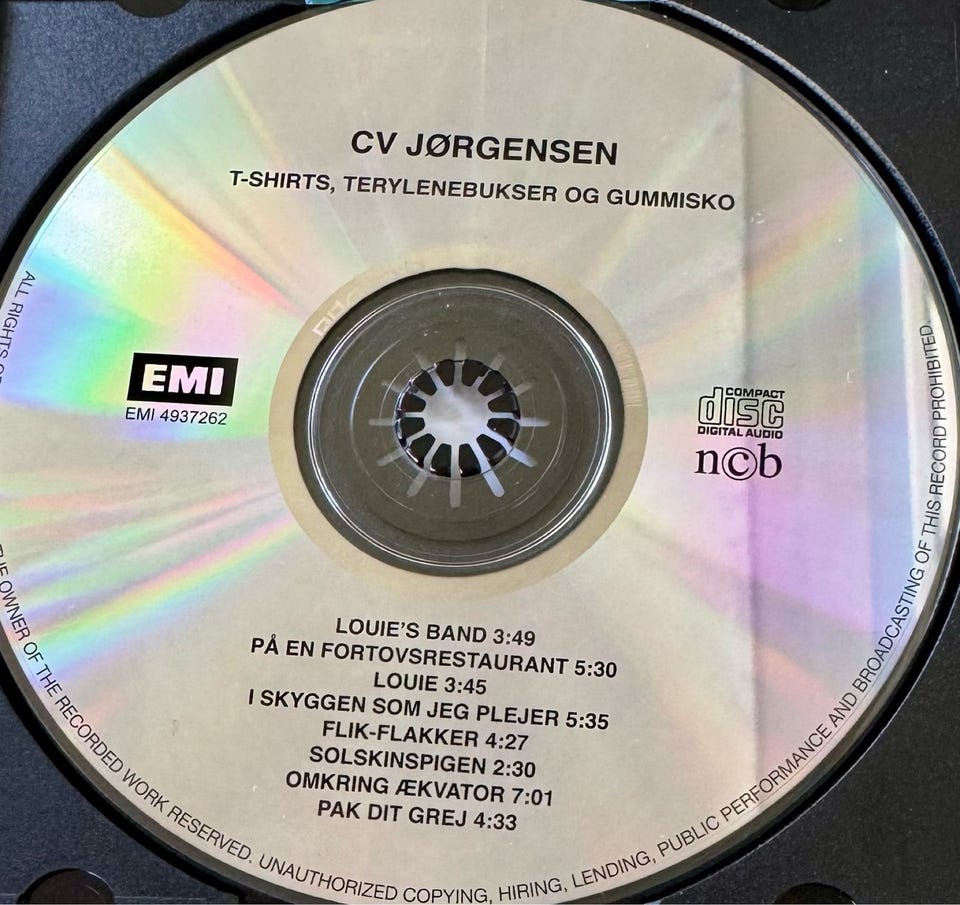 CV JØRGENSEN
T-SHIRTS, TERYLENEBUKSER OG GUMMISKO
EMI
EMI 4937262
COMPACT
disc
DIGITAL AUDIO
n©b
LOUIE'S BAND 3:49
PÅ EN FORTOVSRESTAURANT 5:30
LOUIE 3:45
I SKYGGEN SOM JEG PLEJER 5:35
FLIK-FLAKKER 4:27
SOLSKINSPIGEN 2:30
OMKRING ÆKVATOR 7:01
PAK DIT GREJ 4:33
ALL RIGHTS
THE OWNER OF THE RECORDED WORK RESERVED. UNAUTHORIZED COPYING, HIRING, LENDING, PUBLIC PERFORMANCE AND BROADCASTING OF THIS RECORD PROHIBITED.